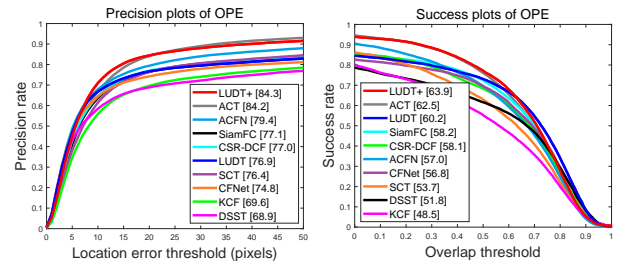 Precision plots of OPE
1
0.9
0.8
0.7
0.6
0.5
0.4
0.3
0.2
0.1
0
Precision rate
LUDT+ [84.3]
ACT [84.2]
ACFN [79.4]
SiamFC [77.1]
CSR-DCF [77.0]
LUDT [76.9]
SCT [76.4]
CFNet [74.8]
KCF [69.6]
DSST [68.9]
0 5 10 15 20 25 30 35 40 45 50
Location error threshold (pixels)
Success plots of OPE
1
0.9
0.8
0.7
0.6
0.5
0.4
0.3
0.2
0.1
0
Success rate
LUDT+ [63.9]
ACT [62.5]
LUDT [60.2]
SiamFC [58.2]
CSR-DCF [58.1]
ACFN [57.0]
CFNet [56.8]
SCT [53.7]
DSST [51.8]
KCF [48.5]
0 0.1 0.2 0.3 0.4 0.5 0.6 0.7 0.8 0.9 1
Overlap threshold